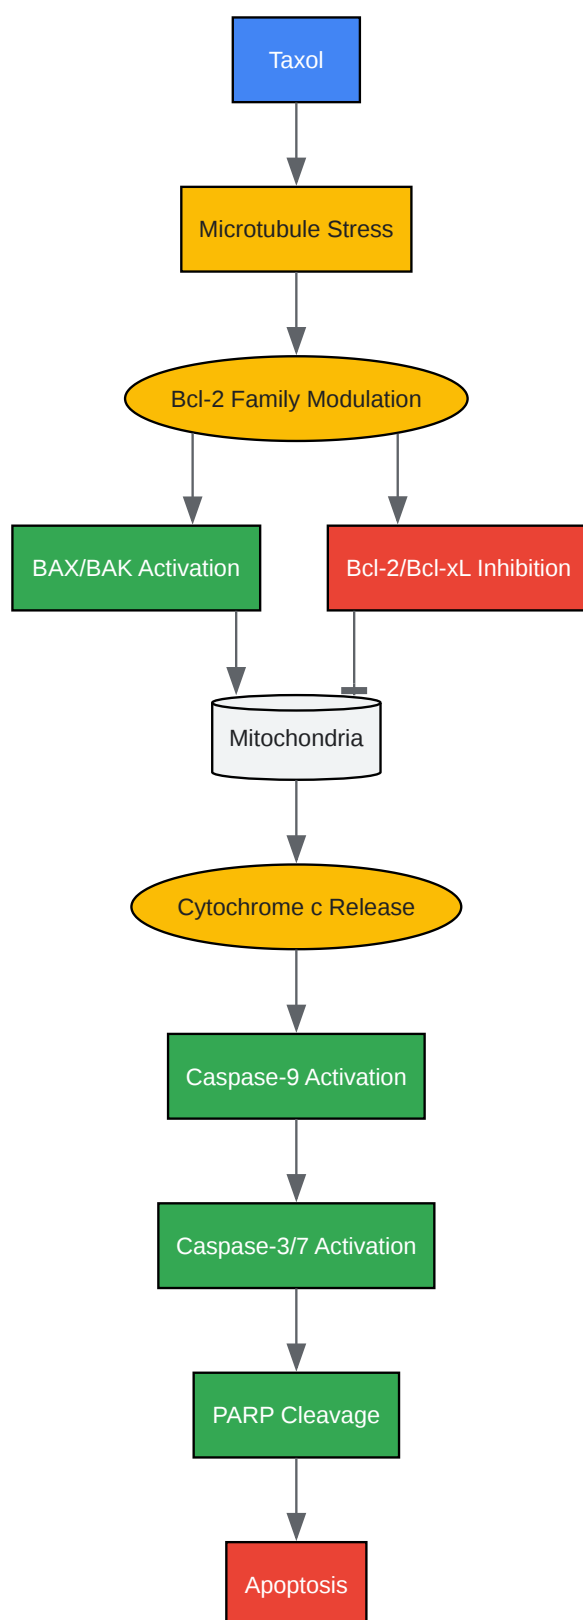 Taxol
Microtubule Stress
Bcl-2 Family Modulation
BAX/BAK Activation
Bcl-2/Bcl-xL Inhibition
Mitochondria
Cytochrome c Release
Caspase-9 Activation
Caspase-3/7 Activation
PARP Cleavage
Apoptosis